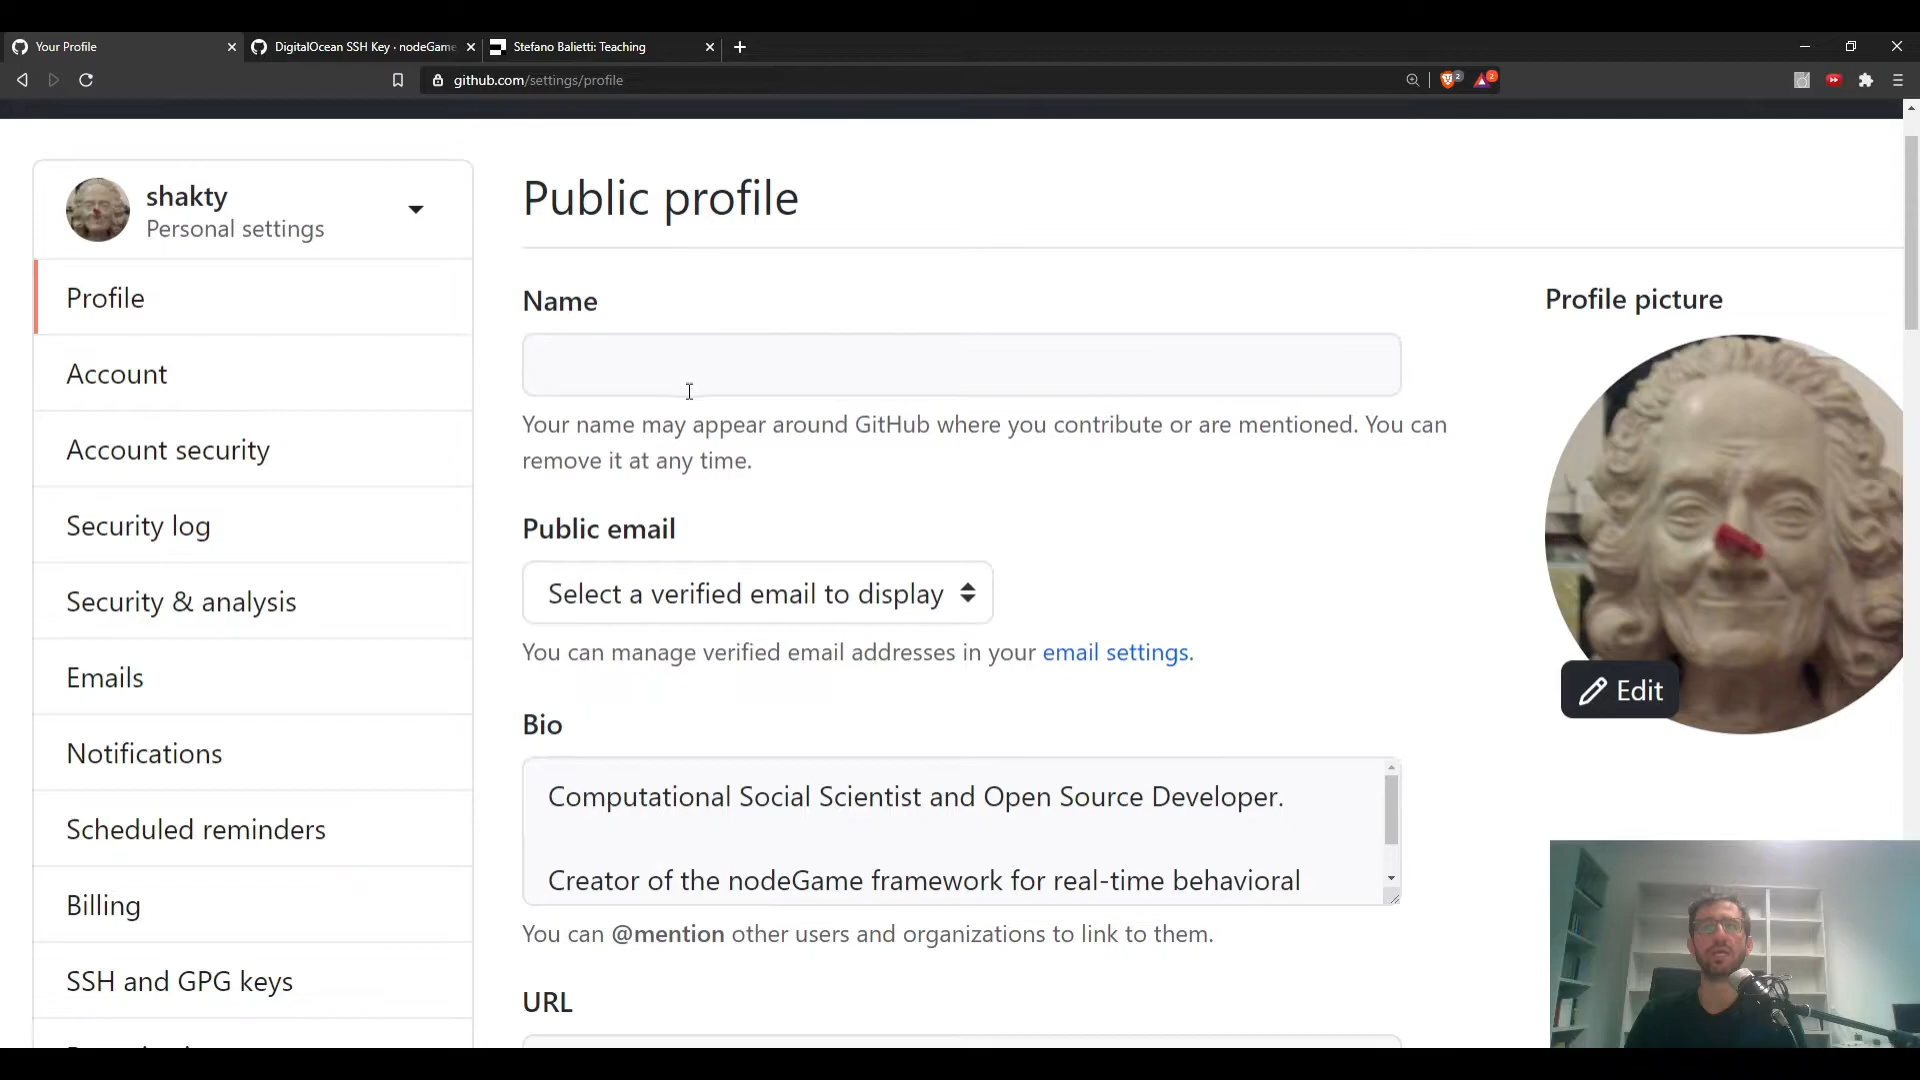 Your Profile
DigitalOcean SSH Key · nodeGame
Stefano Balietti: Teaching
github.com/settings/profile
2
2
shakty
Personal settings
Profile
Account
Account security
Security log
Security & analysis
Emails
Notifications
Scheduled reminders
Billing
SSH and GPG keys
Public profile
Name
Your name may appear around GitHub where you contribute or are mentioned. You can
remove it at any time.
Public email
Select a verified email to display
You can manage verified email addresses in your email settings.
Bio
Computational Social Scientist and Open Source Developer.
Creator of the nodeGame framework for real-time behavioral
You can @mention other users and organizations to link to them.
URL
Profile picture
Edit